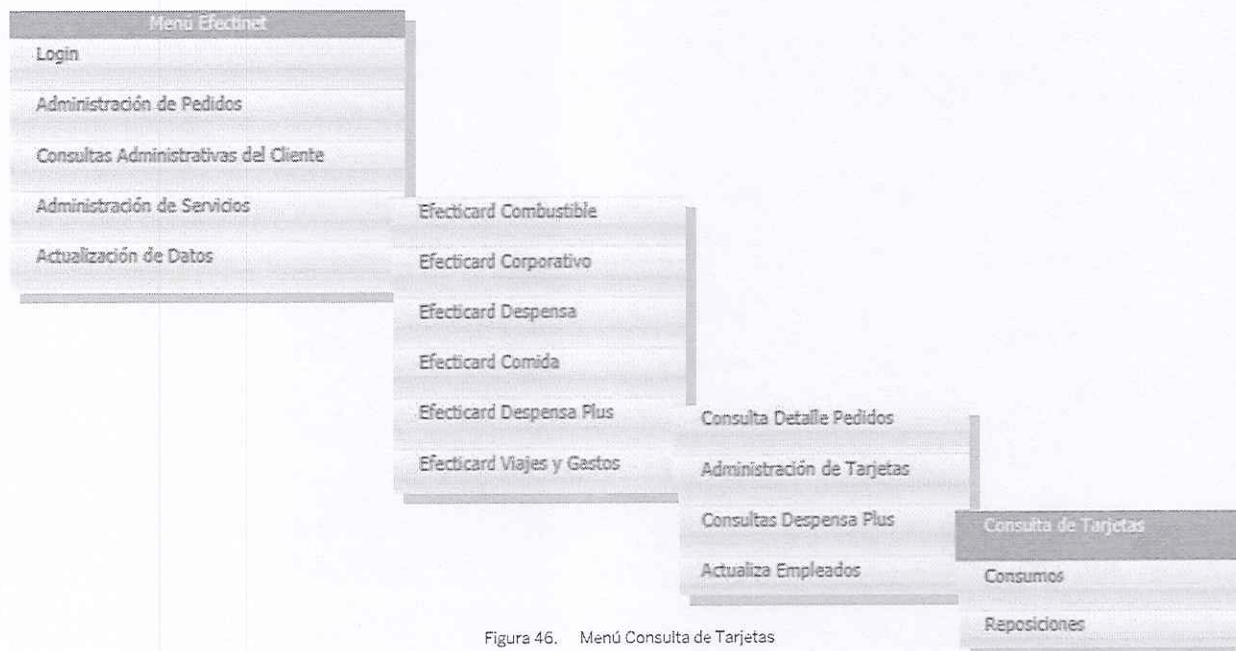 Menú Efectinet
Login
Administración de Pedidos
Consultas Administrativas del Cliente
Administración de Servicios
Actualización de Datos
Efecticard Combustible
Efecticard Corporativo
Efecticard Despensa
Efecticard Comida
Efecticard Despensa Plus
Efecticard Viajes y Gastos
Consulta Detalle Pedidos
Administración de Tarjetas
Consultas Despensa Plus
Actualiza Empleados
Consulta de Tarjetas
Consumos
Reposiciones
Figura 46. Menú Consulta de Tarjetas